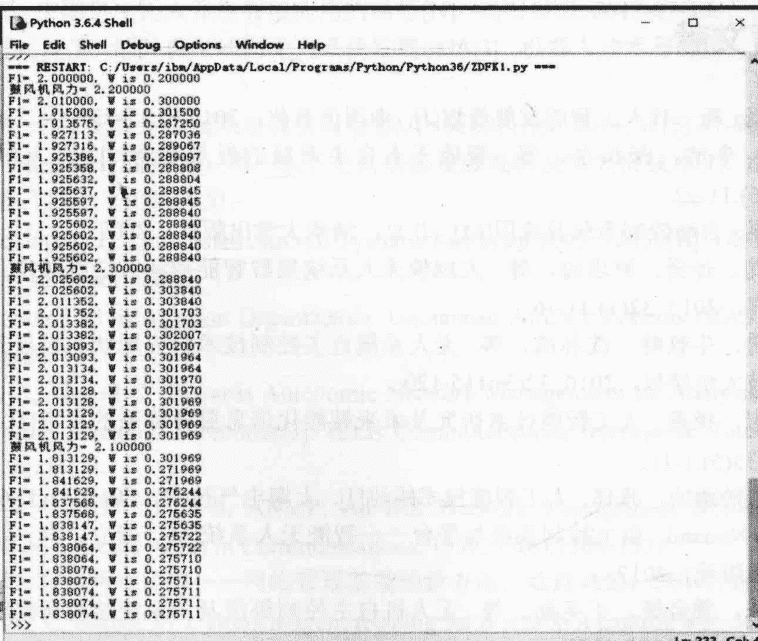 Python 3.6.4 Shell
File Edit Shell Debug Options Window Help
>>>
=== RESTART: C:/Users/ibm/AppData/Local/Programs/Python/Python36/ZDFK1.py ===
F1= 2.000000, W is 0.200000
鼓风机风力= 2.200000
F1= 2.010000, W is 0.300000
F1= 1.915000, W is 0.301500
F1= 1.913575, W is 0.287250
F1= 1.927113, W is 0.287036
F1= 1.927316, W is 0.289067
F1= 1.925386, W is 0.289097
F1= 1.925358, W is 0.288808
F1= 1.925632, W is 0.288804
F1= 1.925637, W is 0.288845
F1= 1.925597, W is 0.288845
F1= 1.925597, W is 0.288840
F1= 1.925602, W is 0.288840
F1= 1.925602, W is 0.288840
F1= 1.925602, W is 0.288840
鼓风机风力= 2.300000
F1= 2.025602, W is 0.288840
F1= 2.025602, W is 0.303840
F1= 2.011352, W is 0.303840
F1= 2.011352, W is 0.301703
F1= 2.013382, W is 0.301703
F1= 2.013382, W is 0.302007
F1= 2.013093, W is 0.302007
F1= 2.013093, W is 0.301964
F1= 2.013134, W is 0.301964
F1= 2.013134, W is 0.301970
F1= 2.013128, W is 0.301970
F1= 2.013128, W is 0.301969
F1= 2.013129, W is 0.301969
F1= 2.013129, W is 0.301969
F1= 2.013129, W is 0.301969
鼓风机风力= 2.100000
F1= 1.813129, W is 0.301969
F1= 1.813129, W is 0.271969
F1= 1.841629, W is 0.271969
F1= 1.841629, W is 0.276244
F1= 1.837568, W is 0.276244
F1= 1.837568, W is 0.275635
F1= 1.838147, W is 0.275635
F1= 1.838147, W is 0.275722
F1= 1.838064, W is 0.275722
F1= 1.838064, W is 0.275710
F1= 1.838076, W is 0.275710
F1= 1.838076, W is 0.275711
F1= 1.838074, W is 0.275711
F1= 1.838074, W is 0.275711
F1= 1.838074, W is 0.275711
>>>